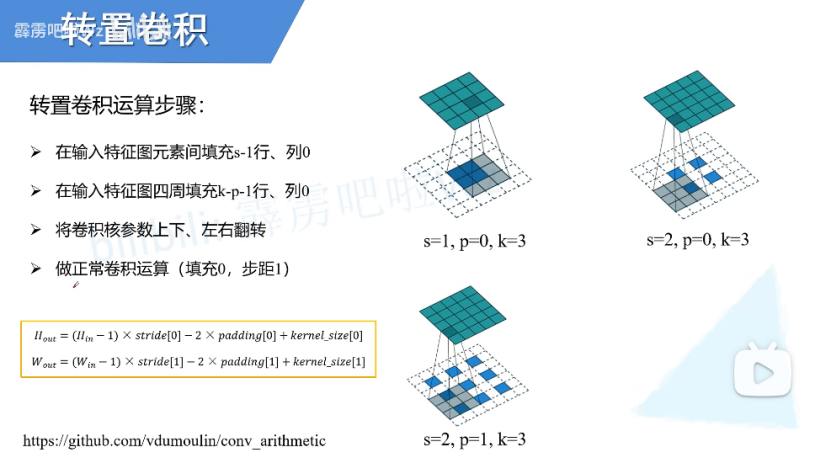 转置卷积
转置卷积运算步骤：
➢ 在输入特征图元素间填充s-1行、列0
➢ 在输入特征图四周填充k-p-1行、列0
➢ 将卷积核参数上下、左右翻转
➢ 做正常卷积运算（填充0，步距1）
H_out = (H_in − 1) × stride[0] − 2 × padding[0] + kernel_size[0]
W_out = (W_in − 1) × stride[1] − 2 × padding[1] + kernel_size[1]
https://github.com/vdumoulin/conv_arithmetic
s=1, p=0, k=3
s=2, p=0, k=3
s=2, p=1, k=3
bilibili: 霹雳吧啦